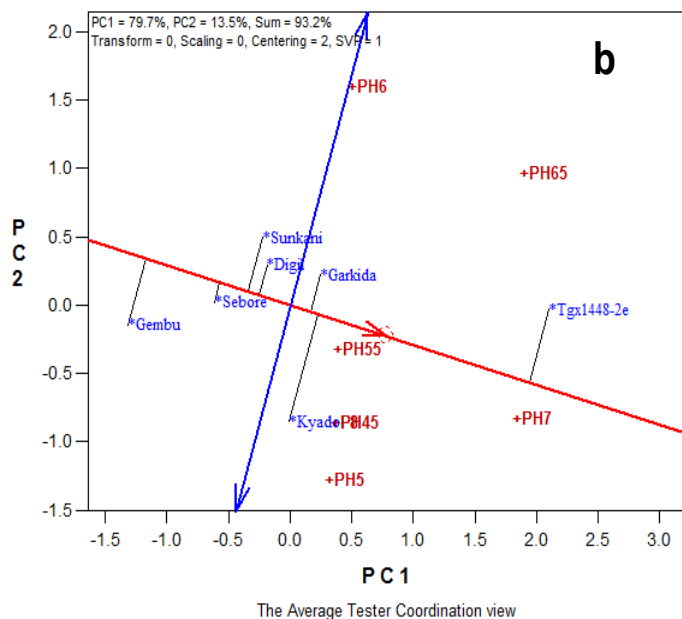 PC1 = 79.7%, PC2 = 13.5%, Sum = 93.2%
Transform = 0, Scaling = 0, Centering = 2, SVP = 1
b
2.0
+PH6
1.5
1.0
+PH65
P
C
2
0.5
*Sunkani
*Digil
*Garkida
0.0
*Sebore
*Tgx1448-2e
*Gembu
+PH55
-0.5
*Kyado
+PH45
+PH7
-1.0
+PH5
-1.5
-1.5 -1.0 -0.5 0.0 0.5 1.0 1.5 2.0 2.5 3.0
P C 1
The Average Tester Coordination view